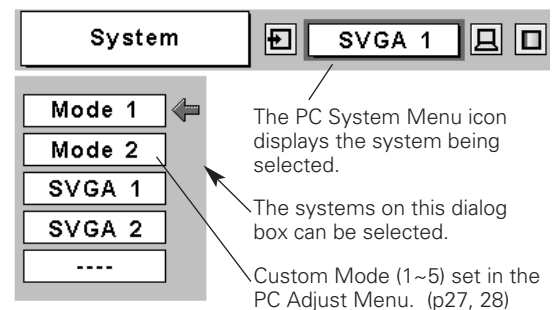 System
SVGA 1
Mode 1
Mode 2
SVGA 1
SVGA 2
----
The PC System Menu icon
displays the system being
selected.
The systems on this dialog
box can be selected.
Custom Mode (1~5) set in the
PC Adjust Menu. (p27, 28)